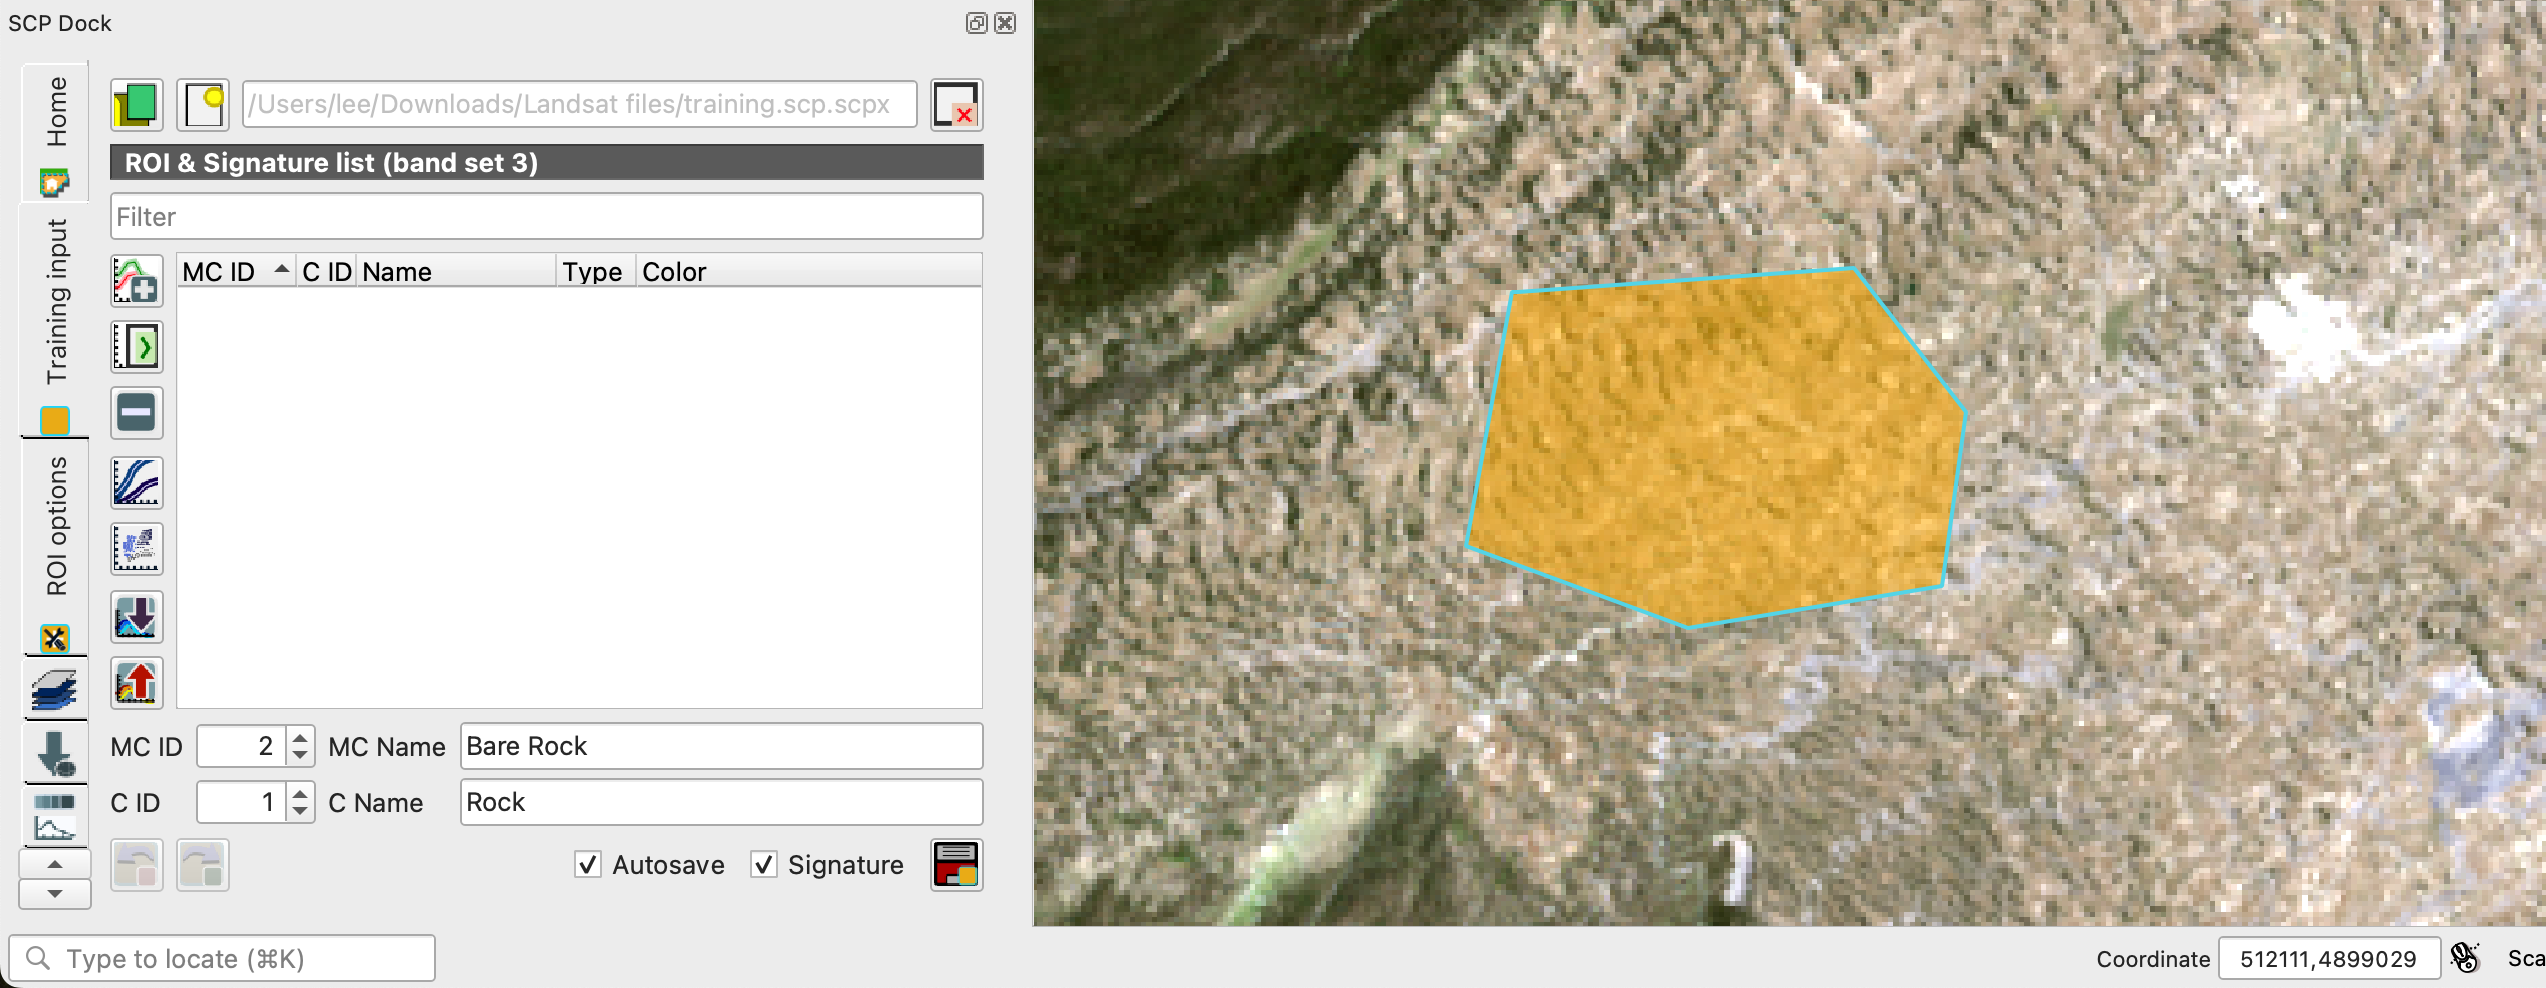 SCP Dock
Home
Training input
ROI options
/Users/lee/Downloads/Landsat files/training.scp.scpx
ROI & Signature list (band set 3)
Filter
MC ID C ID Name Type Color
MC ID 2 MC Name Bare Rock
C ID 1 C Name Rock
Autosave Signature
Type to locate (⌘K)
Coordinate 512111,4899029 Sca